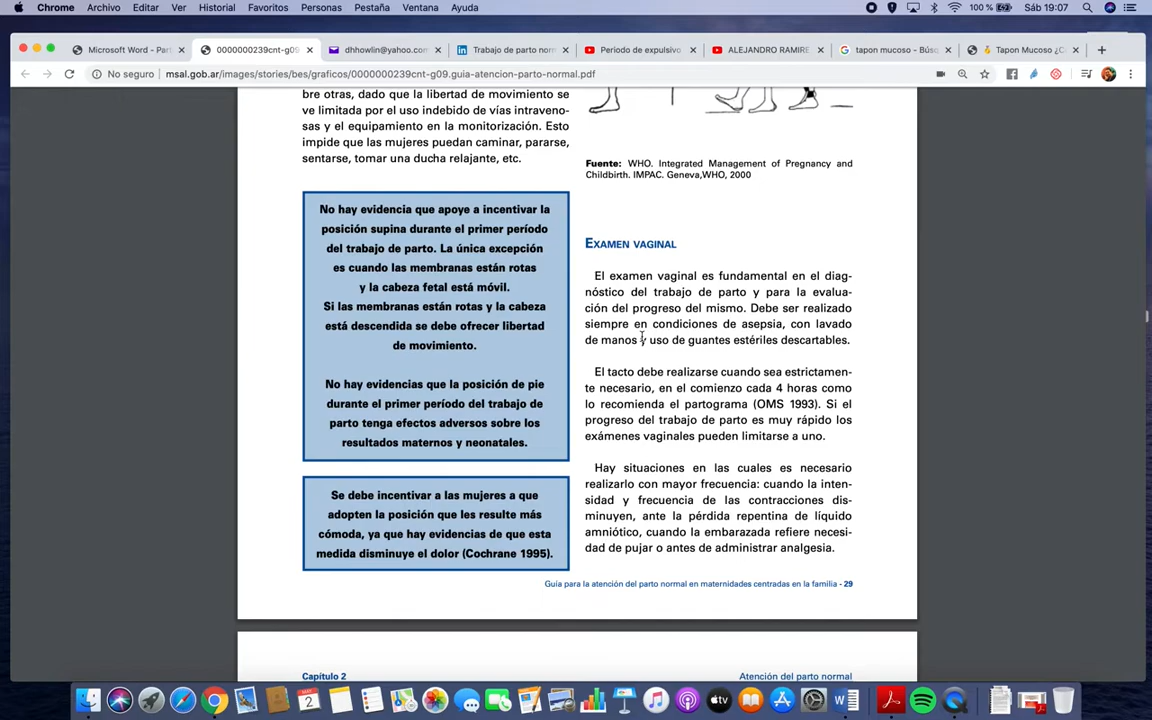 Chrome Archivo Editar Ver Historial Favoritos Personas Pestaña Ventana Ayuda
100 % Sáb 19:07
Microsoft Word - Par
0000000239cnt-g09
dhhowlin@yahoo.com
Trabajo de parto norm
Periodo de expulsivo
ALEJANDRO RAMIRE
tapon mucoso - Búsq
Tapon Mucoso ¿C
No seguro msal.gob.ar/images/stories/bes/graficos/0000000239cnt-g09.guia-atencion-parto-normal.pdf
bre otras, dado que la libertad de movimiento se
ve limitada por el uso indebido de vías intraveno-
sas y el equipamiento en la monitorización. Esto
impide que las mujeres puedan caminar, pararse,
sentarse, tomar una ducha relajante, etc.
No hay evidencia que apoye a incentivar la
posición supina durante el primer período
del trabajo de parto. La única excepción
es cuando las membranas están rotas
y la cabeza fetal está móvil.
Si las membranas están rotas y la cabeza
está descendida se debe ofrecer libertad
de movimiento.
No hay evidencias que la posición de pie
durante el primer período del trabajo de
parto tenga efectos adversos sobre los
resultados maternos y neonatales.
Se debe incentivar a las mujeres a que
adopten la posición que les resulte más
cómoda, ya que hay evidencias de que esta
medida disminuye el dolor (Cochrane 1995).
Fuente: WHO. Integrated Management of Pregnancy and
Childbirth. IMPAC. Geneva,WHO, 2000
EXAMEN VAGINAL
El examen vaginal es fundamental en el diag-
nóstico del trabajo de parto y para la evalua-
ción del progreso del mismo. Debe ser realizado
siempre en condiciones de asepsia, con lavado
de manos y uso de guantes estériles descartables.
El tacto debe realizarse cuando sea estrictamen-
te necesario, en el comienzo cada 4 horas como
lo recomienda el partograma (OMS 1993). Si el
progreso del trabajo de parto es muy rápido los
exámenes vaginales pueden limitarse a uno.
Hay situaciones en las cuales es necesario
realizarlo con mayor frecuencia: cuando la inten-
sidad y frecuencia de las contracciones dis-
minuyen, ante la pérdida repentina de líquido
amniótico, cuando la embarazada refiere necesi-
dad de pujar o antes de administrar analgesia.
Guía para la atención del parto normal en maternidades centradas en la familia - 29
Capítulo 2 Atención del parto normal